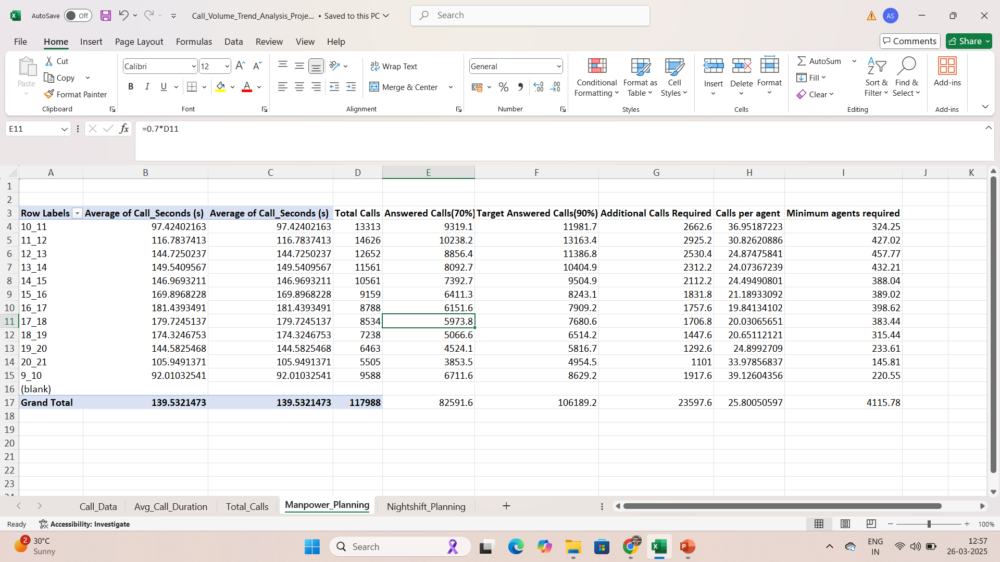 AutoSave Off Call_Volume_Trend_Analysis_Proje... • Saved to this PC Search AS
File Home Insert Page Layout Formulas Data Review View Help Comments Share
Paste Cut Copy Format Painter Clipboard
Calibri 12 A A B I U A Font
ab Wrap Text Merge & Center Alignment
General % Number
Conditional Formatting Format as Table Cell Styles Styles
Insert Delete Format Cells
AutoSum Fill Clear Sort & Filter Find & Select Editing
Add-ins Add-ins
E11 fx =0.7*D11
A B C D E F G H I J K
1
2
3 Row Labels Average of Call_Seconds (s) Average of Call_Seconds (s) Total Calls Answered Calls(70%) Target Answered Calls(90%) Additional Calls Required Calls per agent Minimum agents required
4 10_11 97.42402163 97.42402163 13313 9319.1 11981.7 2662.6 36.95187223 324.25
5 11_12 116.7837413 116.7837413 14626 10238.2 13163.4 2925.2 30.82620886 427.02
6 12_13 144.7250237 144.7250237 12652 8856.4 11386.8 2530.4 24.87475841 457.77
7 13_14 149.5409567 149.5409567 11561 8092.7 10404.9 2312.2 24.07367239 432.21
8 14_15 146.9693211 146.9693211 10561 7392.7 9504.9 2112.2 24.49490801 388.04
9 15_16 169.8968228 169.8968228 9159 6411.3 8243.1 1831.8 21.18933092 389.02
10 16_17 181.4393491 181.4393491 8788 6151.6 7909.2 1757.6 19.84134102 398.62
11 17_18 179.7245137 179.7245137 8534 5973.8 7680.6 1706.8 20.03065651 383.44
12 18_19 174.3246753 174.3246753 7238 5066.6 6514.2 1447.6 20.65112121 315.44
13 19_20 144.5825468 144.5825468 6463 4524.1 5816.7 1292.6 24.8992709 233.61
14 20_21 105.9491371 105.9491371 5505 3853.5 4954.5 1101 33.97856837 145.81
15 9_10 92.01032541 92.01032541 9588 6711.6 8629.2 1917.6 39.12604356 220.55
16 (blank)
17 Grand Total 139.5321473 139.5321473 117988 82591.6 106189.2 23597.6 25.80050597 4115.78
18
19
20
21
22
23
Call_Data Avg_Call_Duration Total_Calls Manpower_Planning Nightshift_Planning
Ready Accessibility: Investigate 100%
2 30°C Sunny Search ENG IN 12:57 26-03-2025